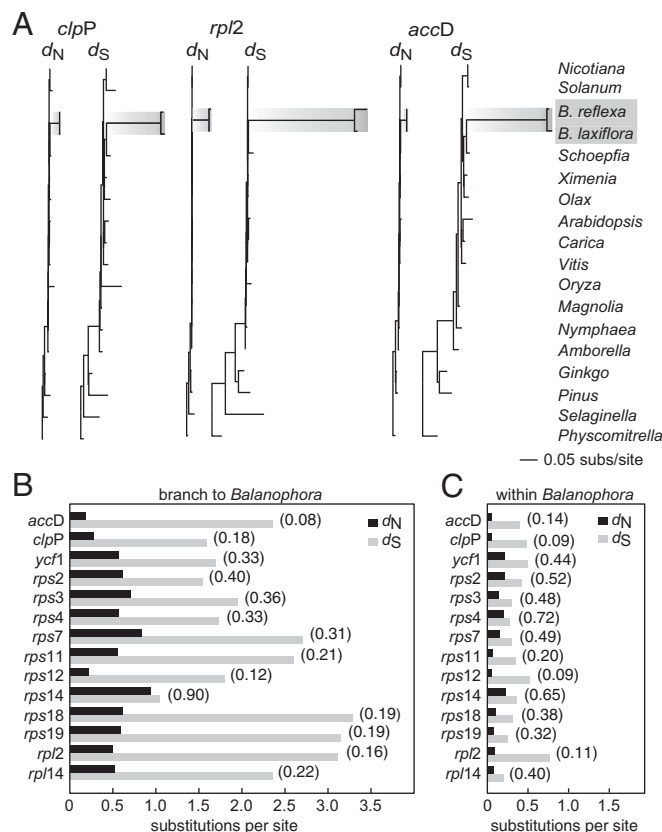 A
clpP rpl2 accD
dN dS dN dS dN dS
Nicotiana
Solanum
B. reflexa
B. laxiflora
Schoepfia
Ximenia
Olax
Arabidopsis
Carica
Vitis
Oryza
Magnolia
Nymphaea
Amborella
Ginkgo
Pinus
Selaginella
Physcomitrella
0.05 subs/site
B branch to Balanophora
dN
dS
accD (0.08)
clpP (0.18)
ycf1 (0.33)
rps2 (0.40)
rps3 (0.36)
rps4 (0.33)
rps7 (0.31)
rps11 (0.21)
rps12 (0.12)
rps14 (0.90)
rps18 (0.19)
rps19 (0.19)
rpl2 (0.16)
rpl14 (0.22)
0 0.5 1.0 1.5 2.0 2.5 3.0 3.5
substitutions per site
C within Balanophora
dN
dS
accD (0.14)
clpP (0.09)
ycf1 (0.44)
rps2 (0.52)
rps3 (0.48)
rps4 (0.72)
rps7 (0.49)
rps11 (0.20)
rps12 (0.09)
rps14 (0.65)
rps18 (0.38)
rps19 (0.32)
rpl2 (0.11)
rpl14 (0.40)
0 0.5 1.0 1.5
substitutions per site